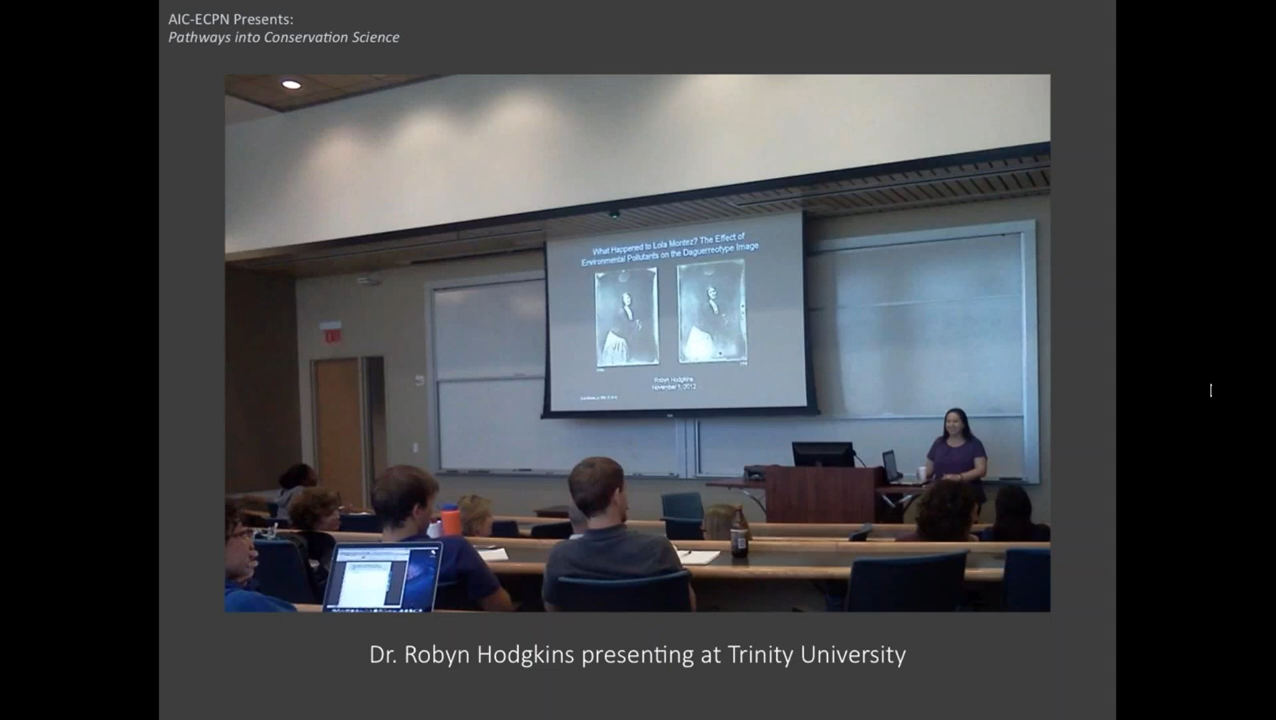 AIC-ECPN Presents:
Pathways into Conservation Science
What Happened to Lola Montez? The Effect of
Environmental Pollutants on the Daguerreotype Image
Robyn Hodgkins
November 1, 2012
Dr. Robyn Hodgkins presenting at Trinity University